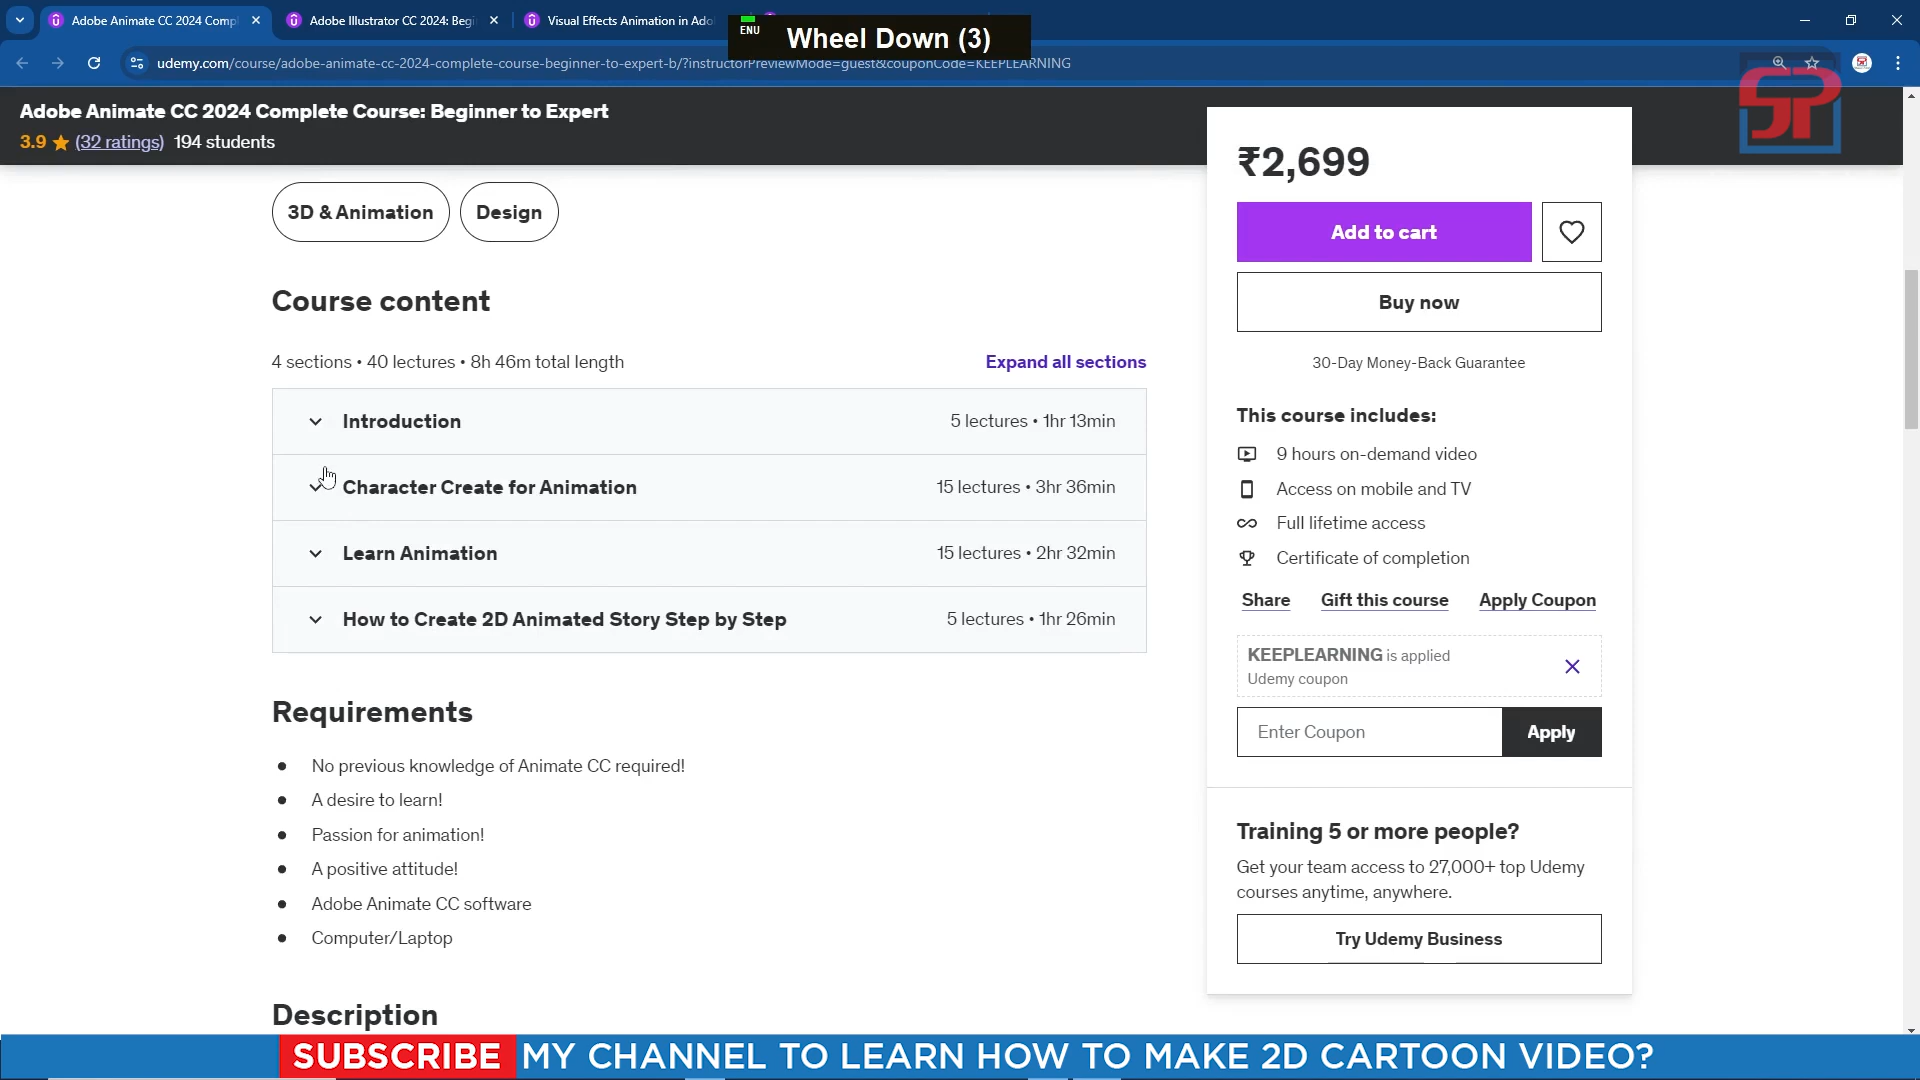 Adobe Animate CC 2024 Comp
Adobe Illustrator CC 2024: Begi
Visual Effects Animation in Ado
ENU
Wheel Down (3)
udemy.com/course/adobe-animate-cc-2024-complete-course-beginner-to-expert-b/?instructorPreviewMode=guest&couponCode=KEEPLEARNING
SP
Adobe Animate CC 2024 Complete Course: Beginner to Expert
3.9 ★ (32 ratings) 194 students
3D & Animation
Design
Course content
4 sections • 40 lectures • 8h 46m total length
Expand all sections
Introduction
5 lectures • 1hr 13min
Character Create for Animation
15 lectures • 3hr 36min
Learn Animation
15 lectures • 2hr 32min
How to Create 2D Animated Story Step by Step
5 lectures • 1hr 26min
Requirements
No previous knowledge of Animate CC required!
A desire to learn!
Passion for animation!
A positive attitude!
Adobe Animate CC software
Computer/Laptop
Description
₹2,699
Add to cart
Buy now
30-Day Money-Back Guarantee
This course includes:
9 hours on-demand video
Access on mobile and TV
Full lifetime access
Certificate of completion
Share
Gift this course
Apply Coupon
KEEPLEARNING is applied
Udemy coupon
Enter Coupon
Apply
Training 5 or more people?
Get your team access to 27,000+ top Udemy
courses anytime, anywhere.
Try Udemy Business
SUBSCRIBE MY CHANNEL TO LEARN HOW TO MAKE 2D CARTOON VIDEO?